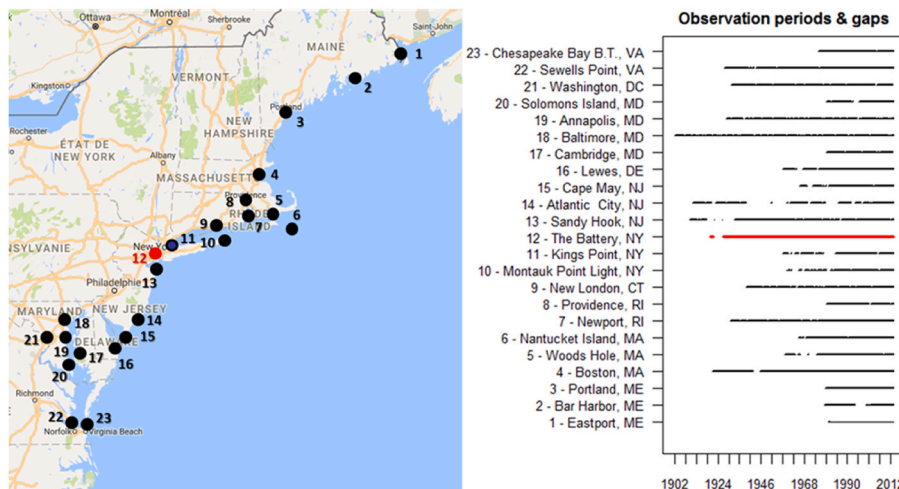 Ottawa
Montréal
Sherbrooke
Saint-John
MAINE
1
2
Kingston
VERMONT
Portland
3
Rochester
NEW
HAMPSHIRE
ÉTAT DE
NEW YORK
Albany
MASSACHUSETT
4
Providence
8
5
6
RHODE
ISLAND
7
9
10
NSYLVANIE
New York
11
12
13
Philadelphie
MARYLAND
NEW JERSEY
18
14
21
DELAWARE
15
19
17
16
20
Richmond
22
23
Norfolk
Virginia Beach
Observation periods & gaps
23 - Chesapeake Bay B.T., VA
22 - Sewells Point, VA
21 - Washington, DC
20 - Solomons Island, MD
19 - Annapolis, MD
18 - Baltimore, MD
17 - Cambridge, MD
16 - Lewes, DE
15 - Cape May, NJ
14 - Atlantic City, NJ
13 - Sandy Hook, NJ
12 - The Battery, NY
11 - Kings Point, NY
10 - Montauk Point Light, NY
9 - New London, CT
8 - Providence, RI
7 - Newport, RI
6 - Nantucket Island, MA
5 - Woods Hole, MA
4 - Boston, MA
3 - Portland, ME
2 - Bar Harbor, ME
1 - Eastport, ME
1902 1924 1946 1968 1990 2012